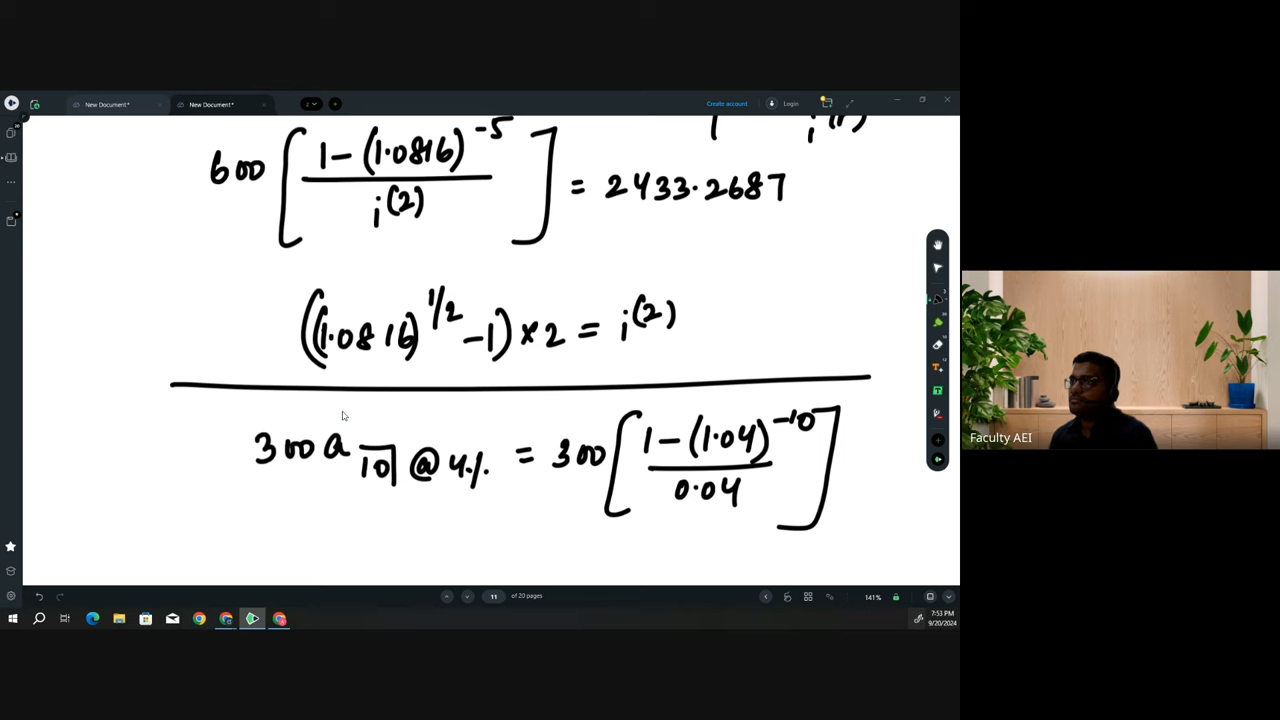 New Document*
New Document*
2
Create account
Login
600 [ 1-(1.0816)^-5 / i^(2) ] = 2433.2687
((1.0816)^1/2 -1) × 2 = i^(2)
300 a 10 @ 4.%. = 300 [ 1-(1.04)^-10 / 0.04 ]
Faculty AEI
11 of 20 pages
141%
7:53 PM
9/20/2024